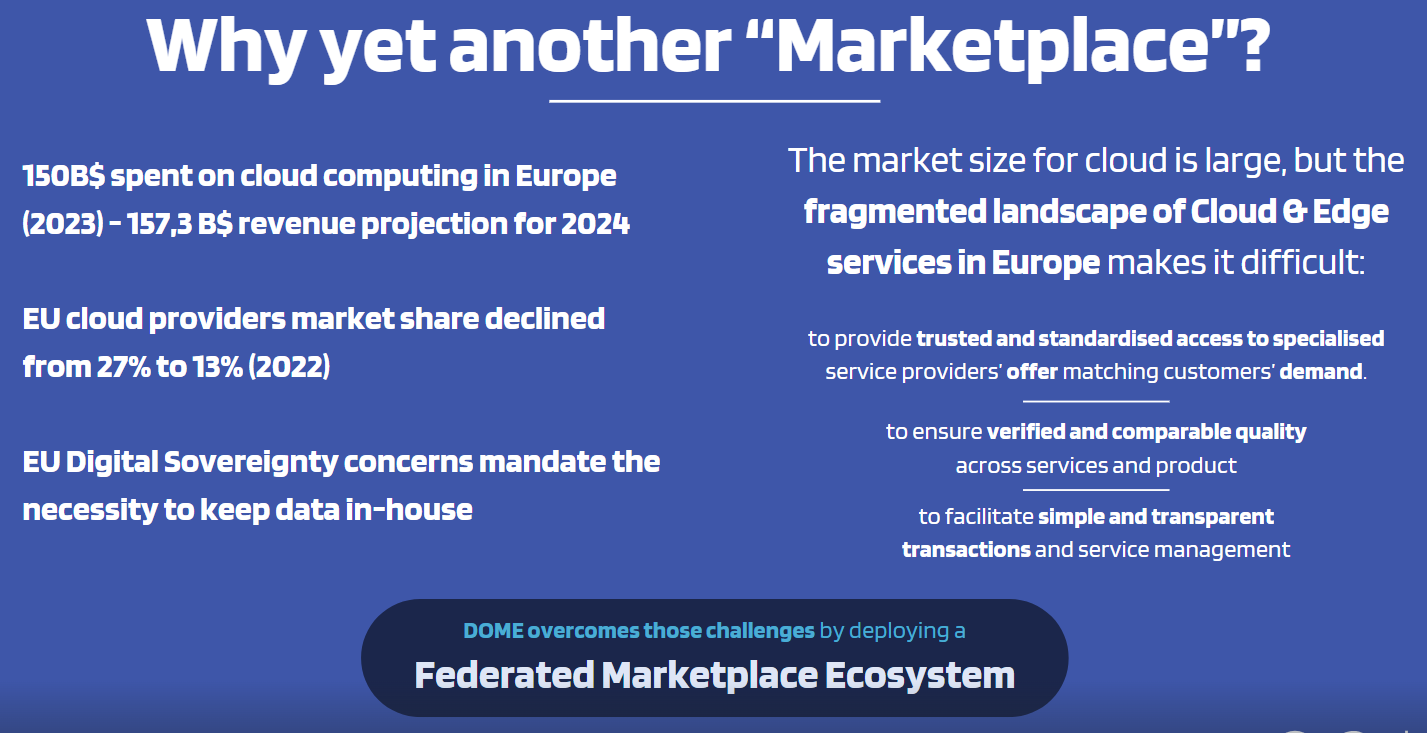 Why yet another “Marketplace”?
150B$ spent on cloud computing in Europe
(2023) - 157,3 B$ revenue projection for 2024
EU cloud providers market share declined
from 27% to 13% (2022)
EU Digital Sovereignty concerns mandate the
necessity to keep data in-house
The market size for cloud is large, but the
fragmented landscape of Cloud & Edge
services in Europe makes it difficult:
to provide trusted and standardised access to specialised
service providers’ offer matching customers’ demand.
to ensure verified and comparable quality
across services and product
to facilitate simple and transparent
transactions and service management
DOME overcomes those challenges by deploying a
Federated Marketplace Ecosystem